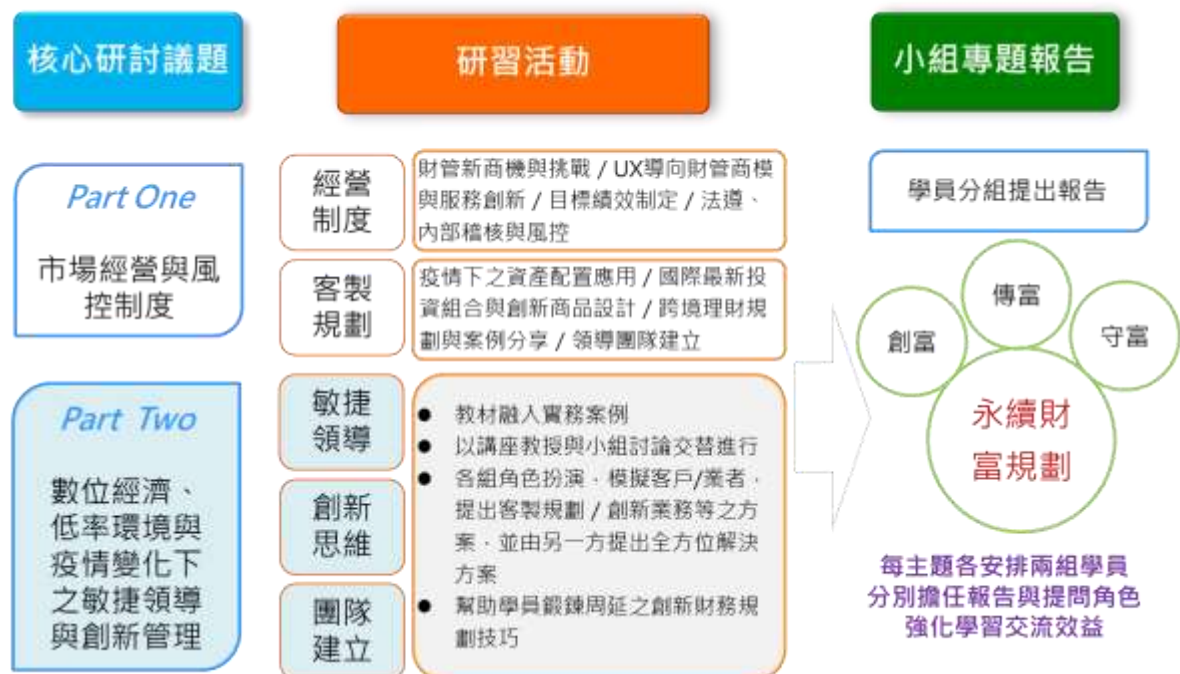 核心研討議題
研習活動
小組專題報告
Part One
市場經營與風
控制度
經營
制度
財管新商機與挑戰 / UX導向財管商模
與服務創新 / 目標績效制定 / 法遵、
內部稽核與風控
客製
規劃
疫情下之資產配置應用 / 國際最新投
資組合與創新商品設計 / 跨境理財規
劃與案例分享 / 領導團隊建立
Part Two
數位經濟、
低率環境與
疫情變化下
之敏捷領導
與創新管理
敏捷
領導
創新
思維
團隊
建立
● 教材融入實務案例
● 以講座教授與小組討論交替進行
● 各組角色扮演，模擬客戶/業者，
提出客製規劃 / 創新業務等之方
案，並由另一方提出全方位解決
方案
● 幫助學員鍛鍊周延之創新財務規
劃技巧
學員分組提出報告
創富
傳富
守富
永續財
富規劃
每主題各安排兩組學員
分別擔任報告與提問角色
強化學習交流效益